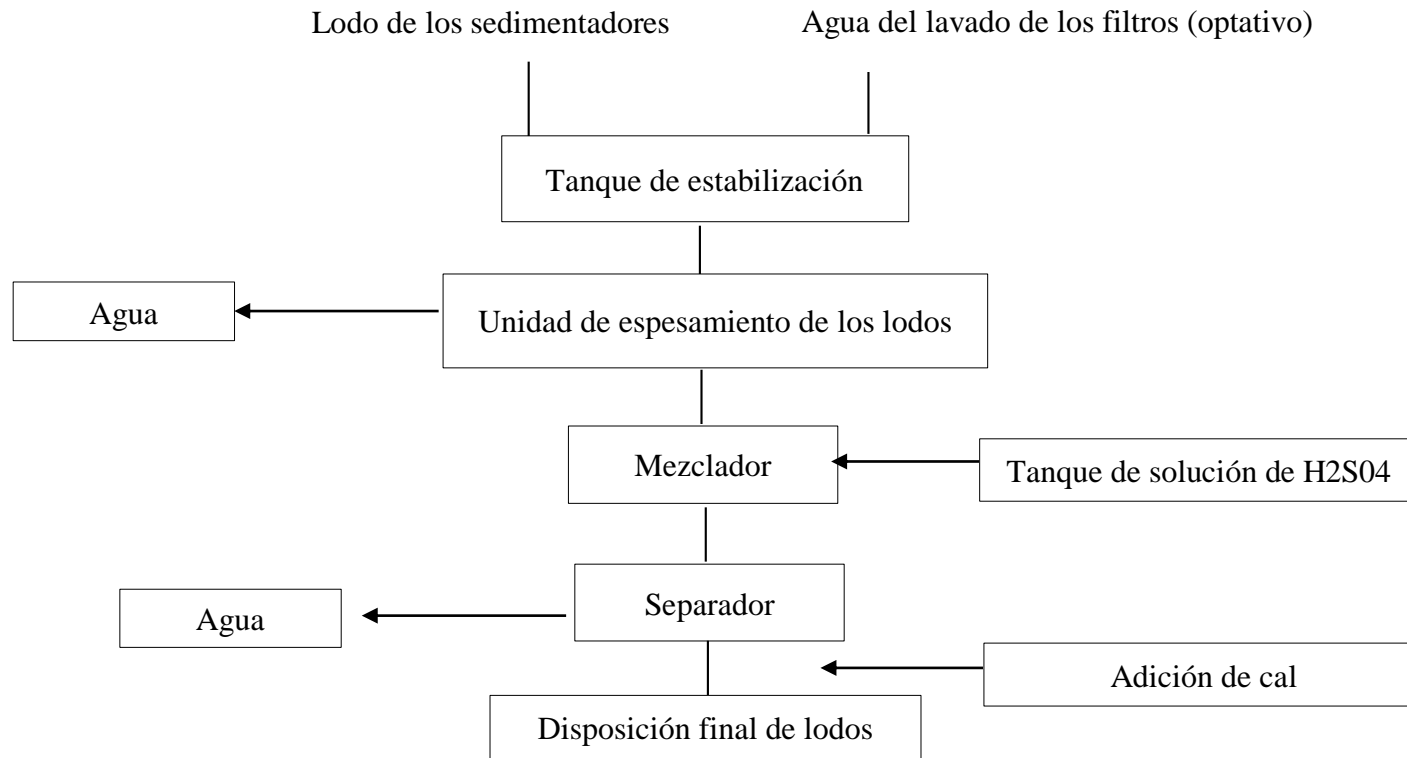 Lodo de los sedimentadores
Agua del lavado de los filtros (optativo)
Tanque de estabilización
Agua
Unidad de espesamiento de los lodos
Mezclador
Tanque de solución de H2S04
Agua
Separador
Adición de cal
Disposición final de lodos